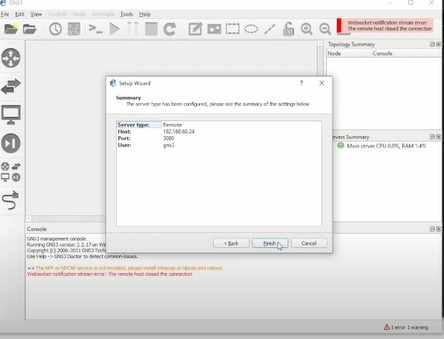 GNS3
File Edit View Control Node Annotate Tools Help
Websocket notification stream error:
The remote host closed the connection
Topology Summary
Node Console
Setup Wizard
Summary
The server type has been configured, please see the summary of the settings below.
Server type: Remote
Host: 192.168.60.24
Port: 3080
User: gns3
< Back Finish Cancel
ervers Summary
Main server CPU 0.0%, RAM 1.4%
Console
GNS3 management console.
Running GNS3 version 2.2.17 on
Copyright (c) 2006-2021 GNS3
Use Help -> GNS3 Doctor to detect common issues.
=> The NPF or NPCAP service is not installed, please install Winpcap or Npcap and reboot.
Websocket notification stream error: The remote host closed the connection
1 error 1 warning